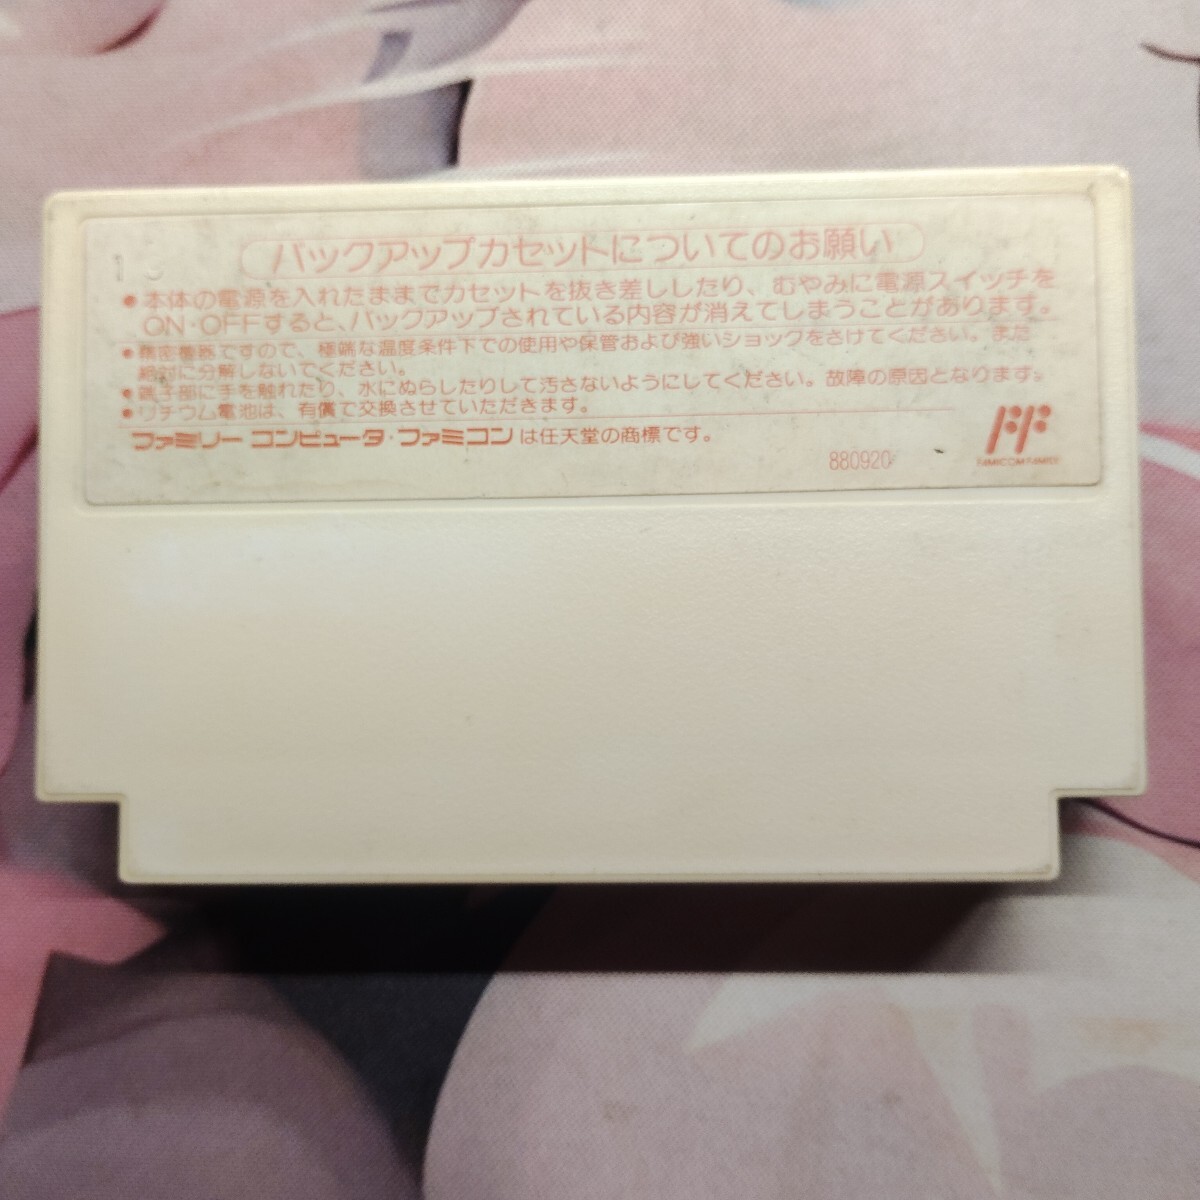 バックアップカセットについてのお願い
●本体の電源を入れたままでカセットを抜き差ししたり、むやみに電源スイッチを
ON・OFFすると、バックアップされている内容が消えてしまうことがあります。
●精密機器ですので、極端な温度条件下での使用や保管および強いショックをさけてください。また
絶対に分解しないでください。
●端子部に手を触れたり、水にぬらしたりして汚さないようにしてください。故障の原因となります。
●リチウム電池は、有償で交換させていただきます。
ファミリー コンピュータ・ファミコンは任天堂の商標です。
880920
FAMICOM FAMILY